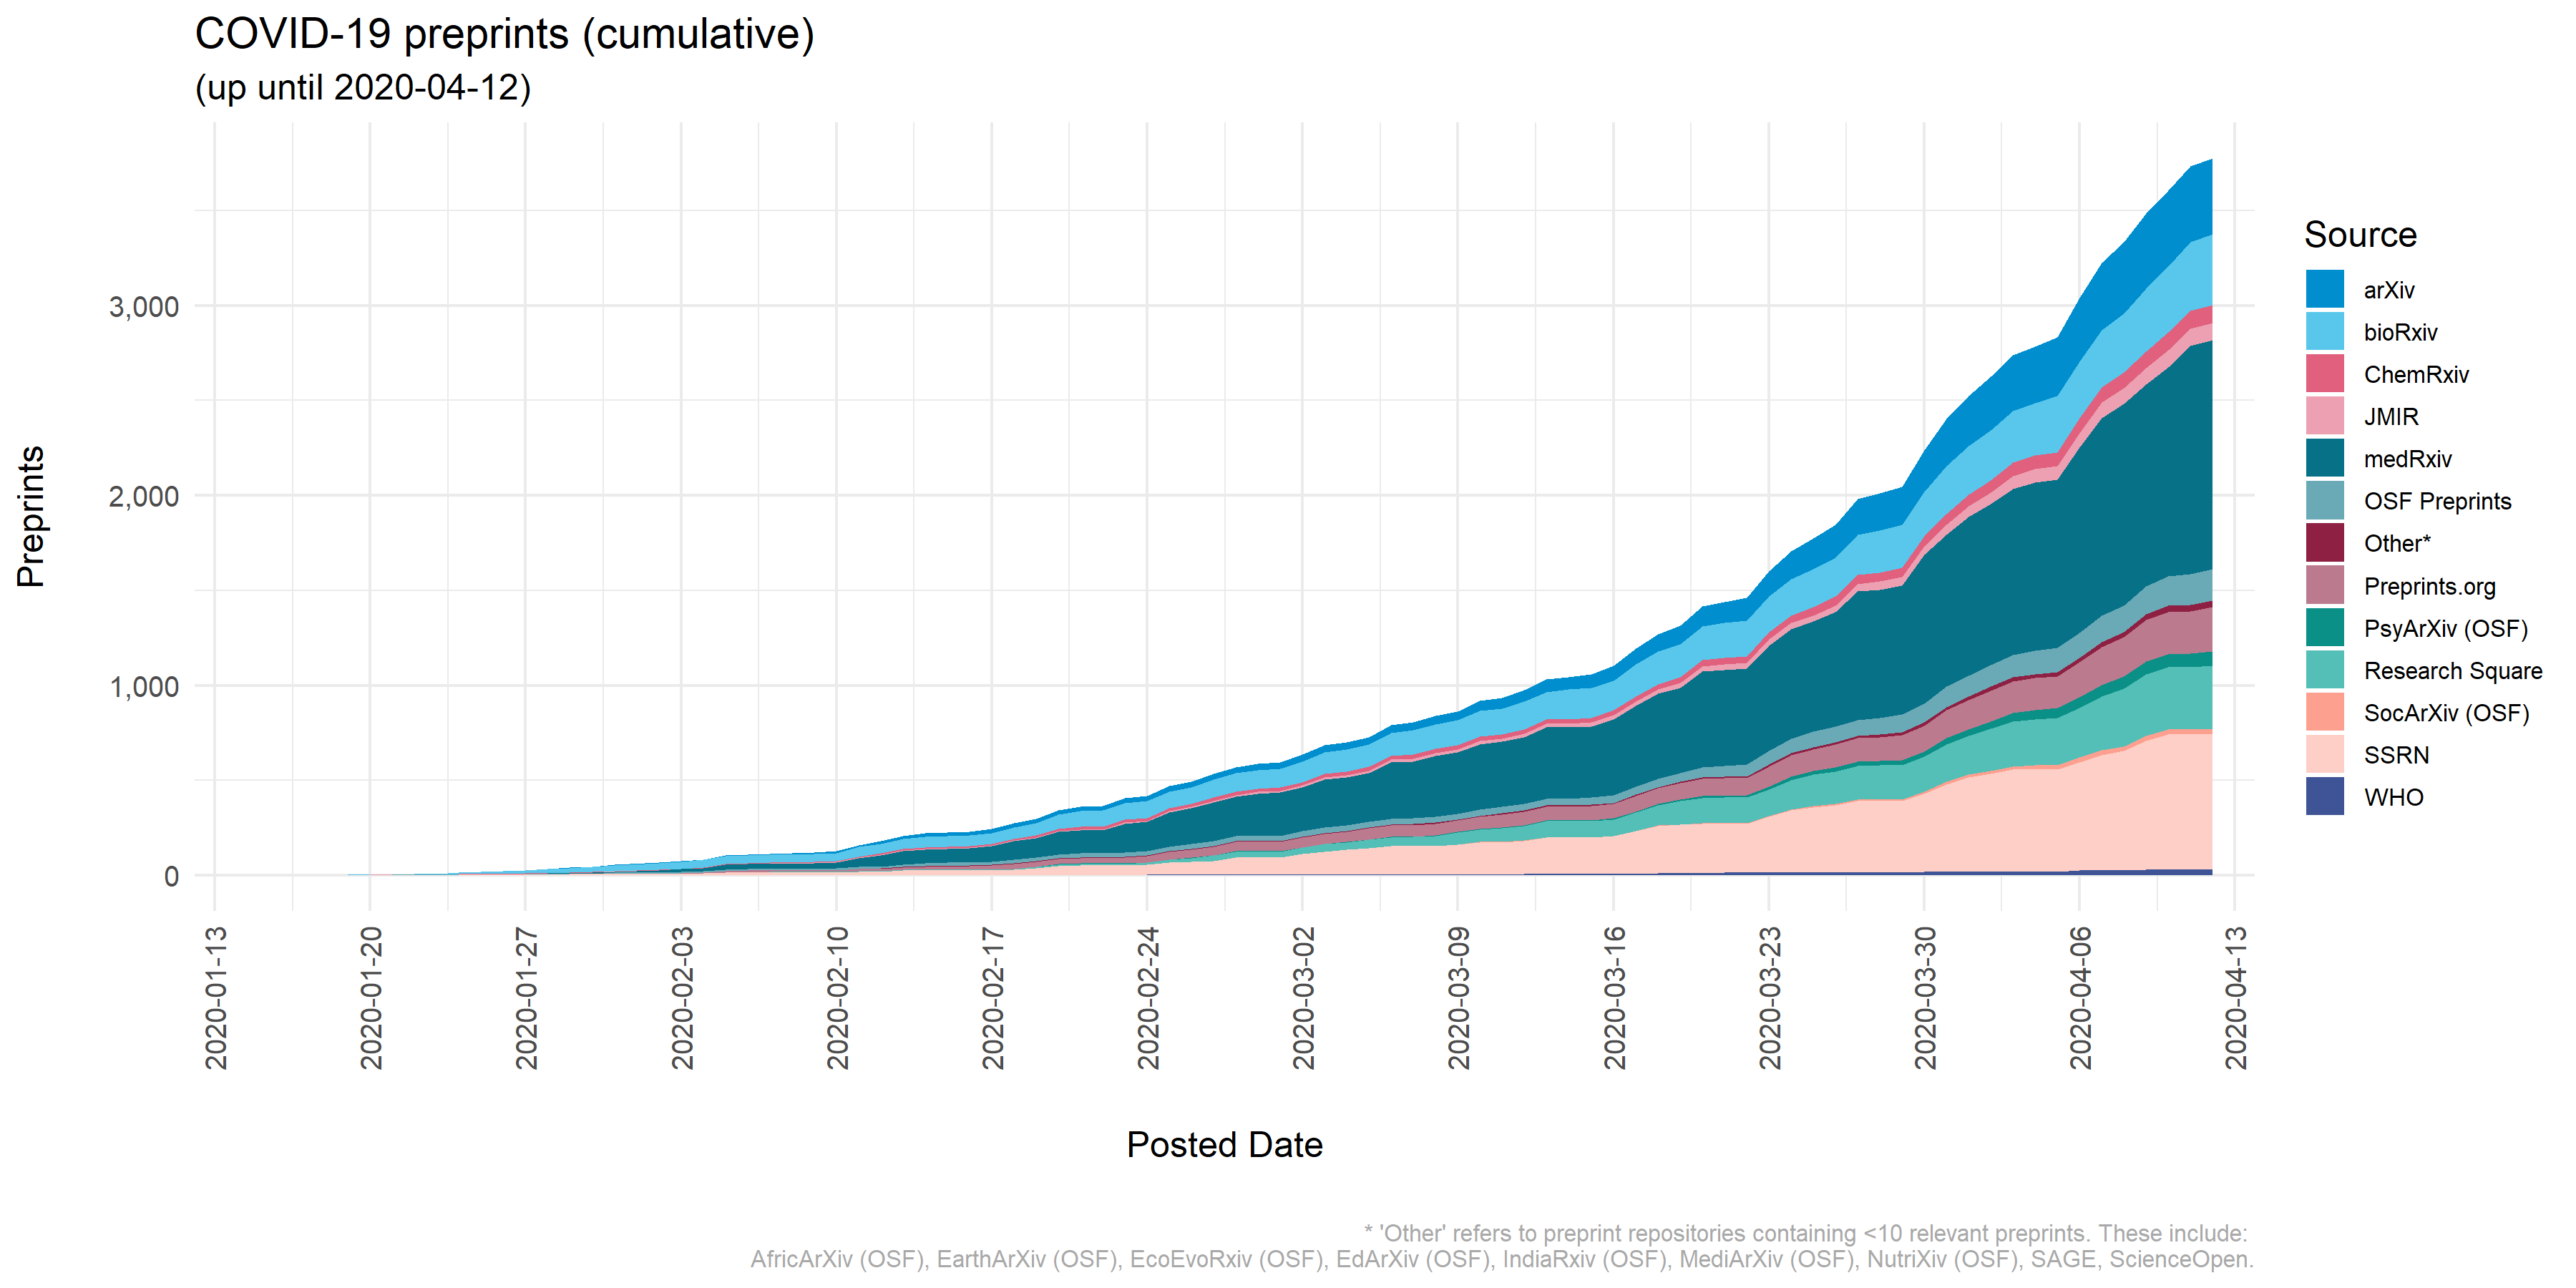 COVID-19 preprints (cumulative)
(up until 2020-04-12)
Preprints
3,000
2,000
1,000
0
2020-01-13
2020-01-20
2020-01-27
2020-02-03
2020-02-10
2020-02-17
2020-02-24
2020-03-02
2020-03-09
2020-03-16
2020-03-23
2020-03-30
2020-04-06
2020-04-13
Posted Date
Source
arXiv
bioRxiv
ChemRxiv
JMIR
medRxiv
OSF Preprints
Other*
Preprints.org
PsyArXiv (OSF)
Research Square
SocArXiv (OSF)
SSRN
WHO
* 'Other' refers to preprint repositories containing <10 relevant preprints. These include:
AfricArXiv (OSF), EarthArXiv (OSF), EcoEvoRxiv (OSF), EdArXiv (OSF), IndiaRxiv (OSF), MediArXiv (OSF), NutriXiv (OSF), SAGE, ScienceOpen.